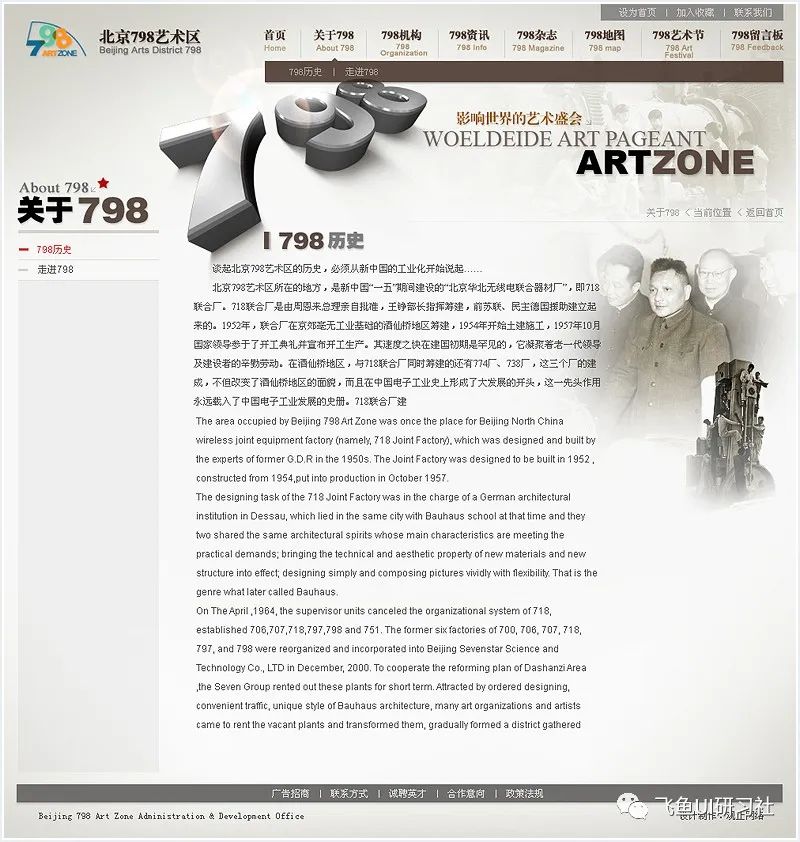 设为首页 | 加入收藏 | 联系我们
798
ARTZONE
北京798艺术区
Beijing Arts District 798
首页 关于798 798机构 798资讯 798杂志 798地图 798艺术节 798留言板
Home About 798 798 Organization 798 Info 798 Magazine 798 map 798 Art Festival 798 Feedback
798历史 | 走进798
798
影响世界的艺术盛会
WOELDEIDE ART PAGEANT
ARTZONE
About 798
关于798
关于798 < 当前位置 < 返回首页
798历史
走进798
798历史
谈起北京798艺术区的历史，必须从新中国的工业化开始说起……
北京798艺术区所在的地方，是新中国“一五”期间建设的“北京华北无线电联合器材厂”，即718
联合厂。718联合厂是由周恩来总理亲自批准，王铮部长指挥筹建，前苏联、民主德国援助建立起
来的。1952年，联合厂在京郊毫无工业基础的酒仙桥地区筹建，1954年开始土建施工，1957年10月
国家领导参于了开工典礼并宣布开工生产。其速度之快在建国初期是罕见的，它凝聚着老一代领导
及建设者的辛勤劳动。在酒仙桥地区，与718联合厂同时筹建的还有774厂、738厂，这三个厂的建
成，不但改变了酒仙桥地区的面貌，而且在中国电子工业史上形成了大发展的开头，这一先头作用
永远载入了中国电子工业发展的史册。718联合厂建
The area occupied by Beijing 798 Art Zone was once the place for Beijing North China
wireless joint equipment factory (namely, 718 Joint Factory), which was designed and built by
the experts of former G.D.R in the 1950s. The Joint Factory was designed to be built in 1952 ,
constructed from 1954,put into production in October 1957.
The designing task of the 718 Joint Factory was in the charge of a German architectural
institution in Dessau, which lied in the same city with Bauhaus school at that time and they
two shared the same architectural spirits whose main characteristics are meeting the
practical demands; bringing the technical and aesthetic property of new materials and new
structure into effect; designing simply and composing pictures vividly with flexibility. That is the
genre what later called Bauhaus.
On The April ,1964, the supervisor units canceled the organizational system of 718,
established 706,707,718,797,798 and 751. The former six factories of 700, 706, 707, 718,
797, and 798 were reorganized and incorporated into Beijing Sevenstar Science and
Technology Co., LTD in December, 2000. To cooperate the reforming plan of Dashanzi Area
,the Seven Group rented out these plants for short term. Attracted by ordered designing,
convenient traffic, unique style of Bauhaus architecture, many art organizations and artists
came to rent the vacant plants and transformed them, gradually formed a district gathered
广告招商 | 联系方式 | 诚聘英才 | 合作意向 | 政策法规
飞鱼UI研习社
Beijing 798 Art Zone Administration & Development Office
设计制作：观止网络